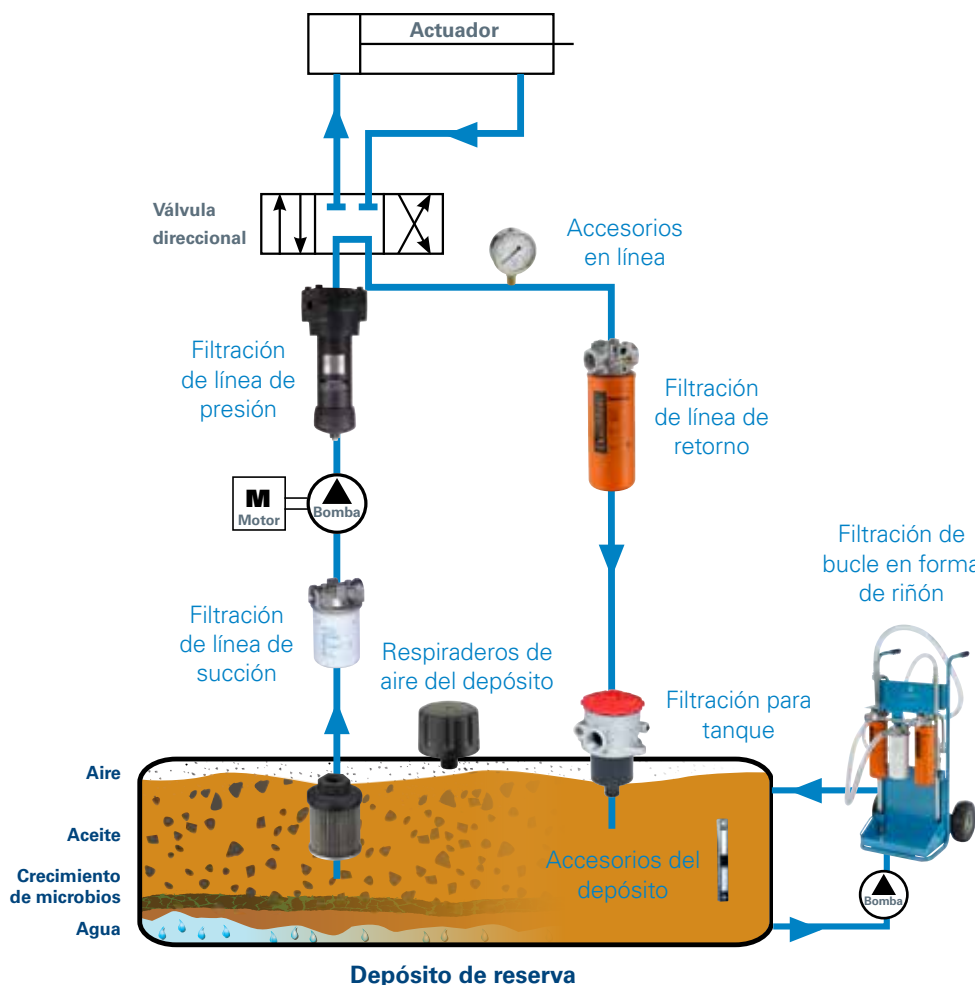 Actuador
Válvula
direccional
Accesorios
en línea
Filtración
de línea de
presión
Filtración
de línea de
retorno
M
Motor
Bomba
Filtración de
bucle en forma
de riñón
Filtración
de línea de
succión
Respiraderos de
aire del depósito
Filtración para
tanque
Aire
Aceite
Accesorios del
depósito
Crecimiento
de microbios
Agua
Bomba
Depósito de reserva